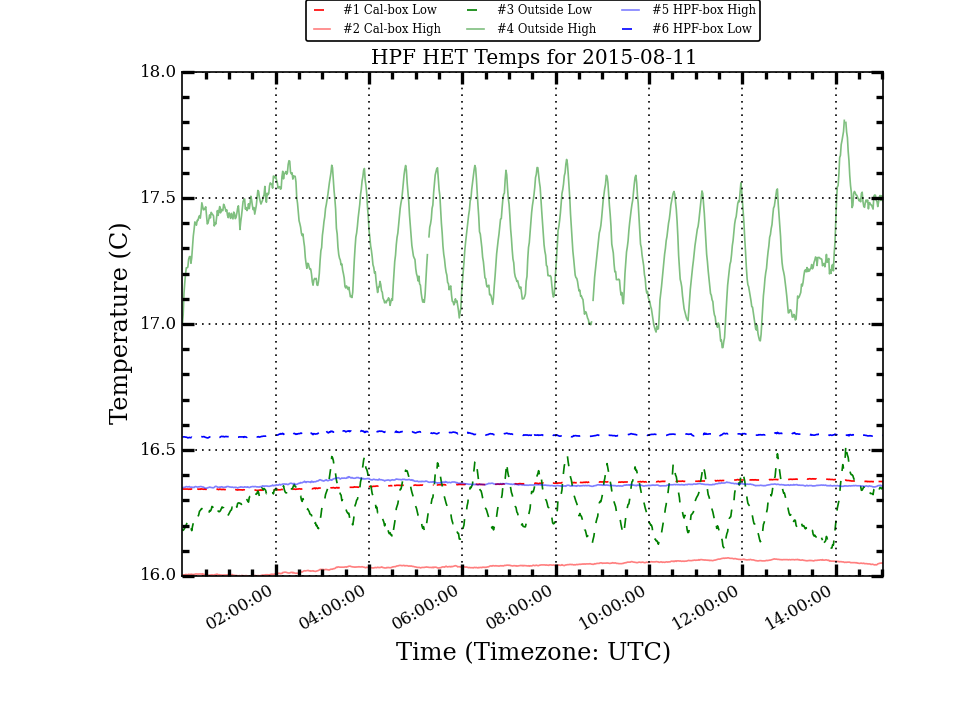 #1 Cal-box Low #3 Outside Low #5 HPF-box High
#2 Cal-box High #4 Outside High #6 HPF-box Low
HPF HET Temps for 2015-08-11
18.0
17.5
17.0
16.5
16.0
Temperature (C)
02:00:00 04:00:00 06:00:00 08:00:00 10:00:00 12:00:00 14:00:00
Time (Timezone: UTC)